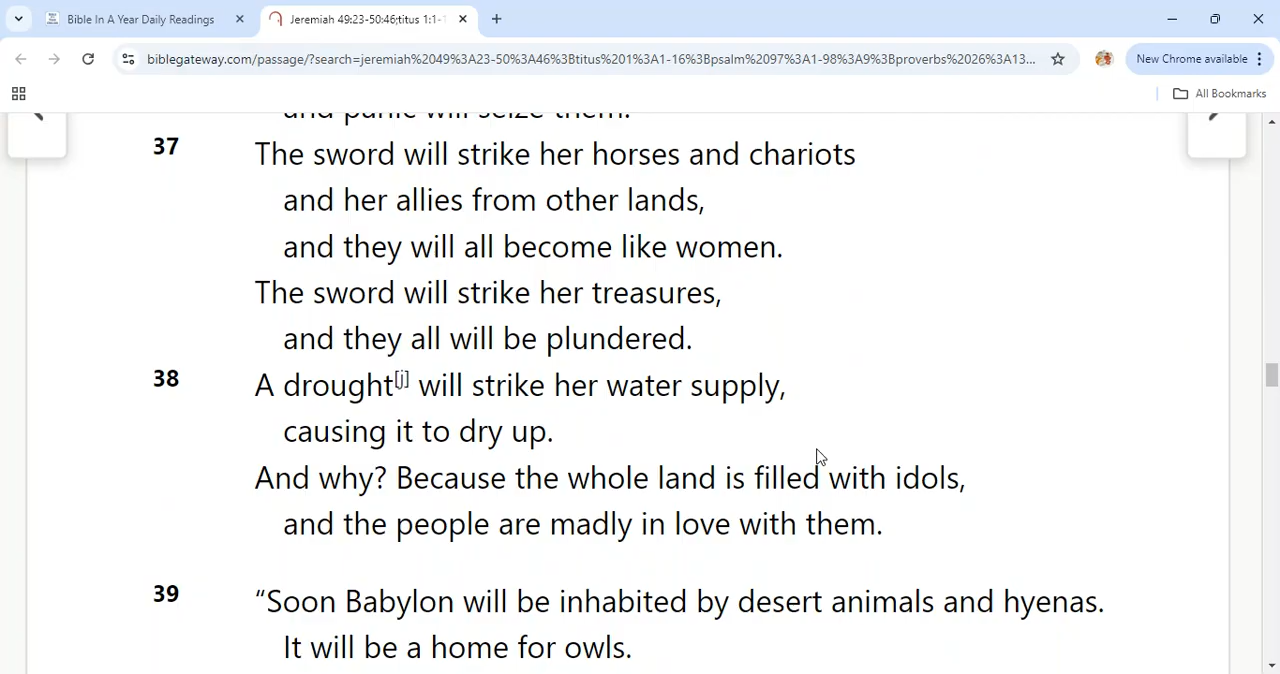 Bible In A Year Daily Readings
Jeremiah 49:23-50:46;titus 1:1-1
biblegateway.com/passage/?search=jeremiah%2049%3A23-50%3A46%3Btitus%201%3A1-16%3Bpsalm%2097%3A1-98%3A9%3Bproverbs%2026%3A13...
New Chrome available
All Bookmarks
and panic will seize them.
37 The sword will strike her horses and chariots
and her allies from other lands,
and they will all become like women.
The sword will strike her treasures,
and they all will be plundered.
38 A drought[j] will strike her water supply,
causing it to dry up.
And why? Because the whole land is filled with idols,
and the people are madly in love with them.
39 “Soon Babylon will be inhabited by desert animals and hyenas.
It will be a home for owls.